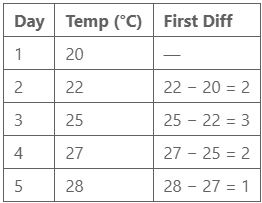 Day Temp (°C) First Diff
1 20 —
2 22 22 − 20 = 2
3 25 25 − 22 = 3
4 27 27 − 25 = 2
5 28 28 − 27 = 1